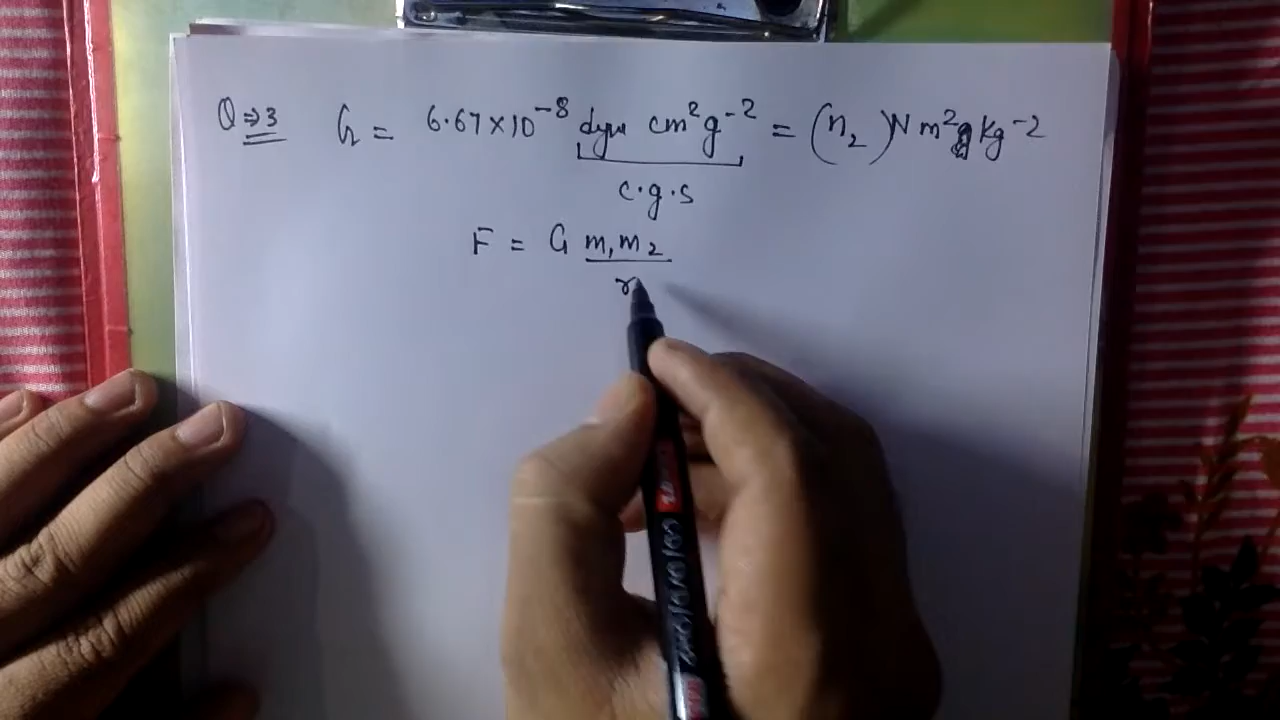 Q ⇒ 3 G = 6.67×10⁻⁸ dyne cm²g⁻² = (n₂) N m² kg⁻²
c.g.s
F = G m₁m₂
r